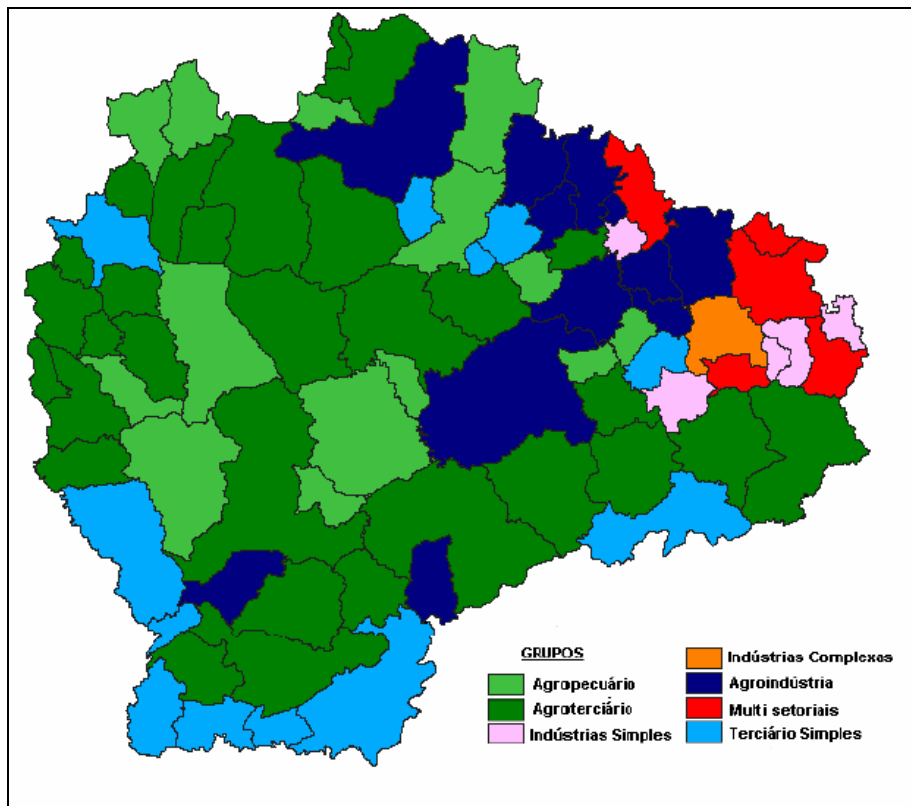 GRUPOS
Agropecuário
Agroterciário
Indústrias Simples
Indústrias Complexas
Agroindústria
Multi setoriais
Terciário Simples